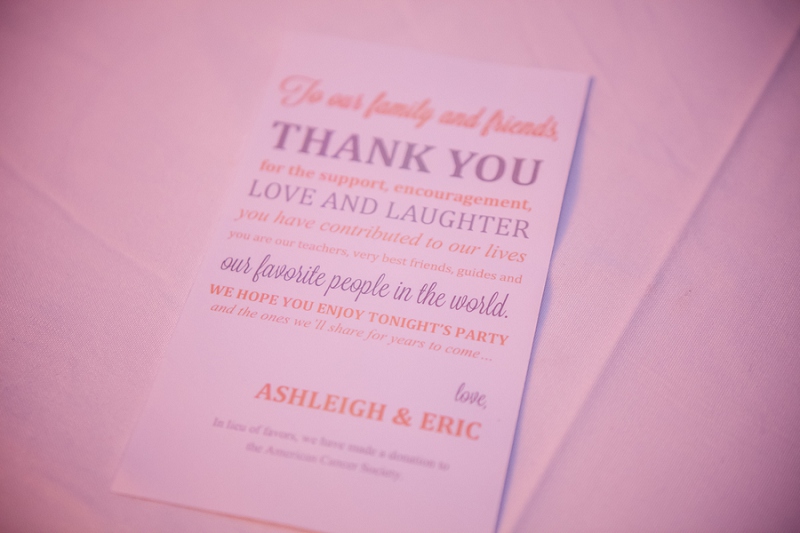 To our family and friends,
THANK YOU
for the support, encouragement,
LOVE AND LAUGHTER
you have contributed to our lives
you are our teachers, very best friends, guides and
our favorite people in the world.
WE HOPE YOU ENJOY TONIGHT'S PARTY
and the ones we'll share for years to come...
love,
ASHLEIGH & ERIC
In lieu of favors, we have made a donation to
the American Cancer Society